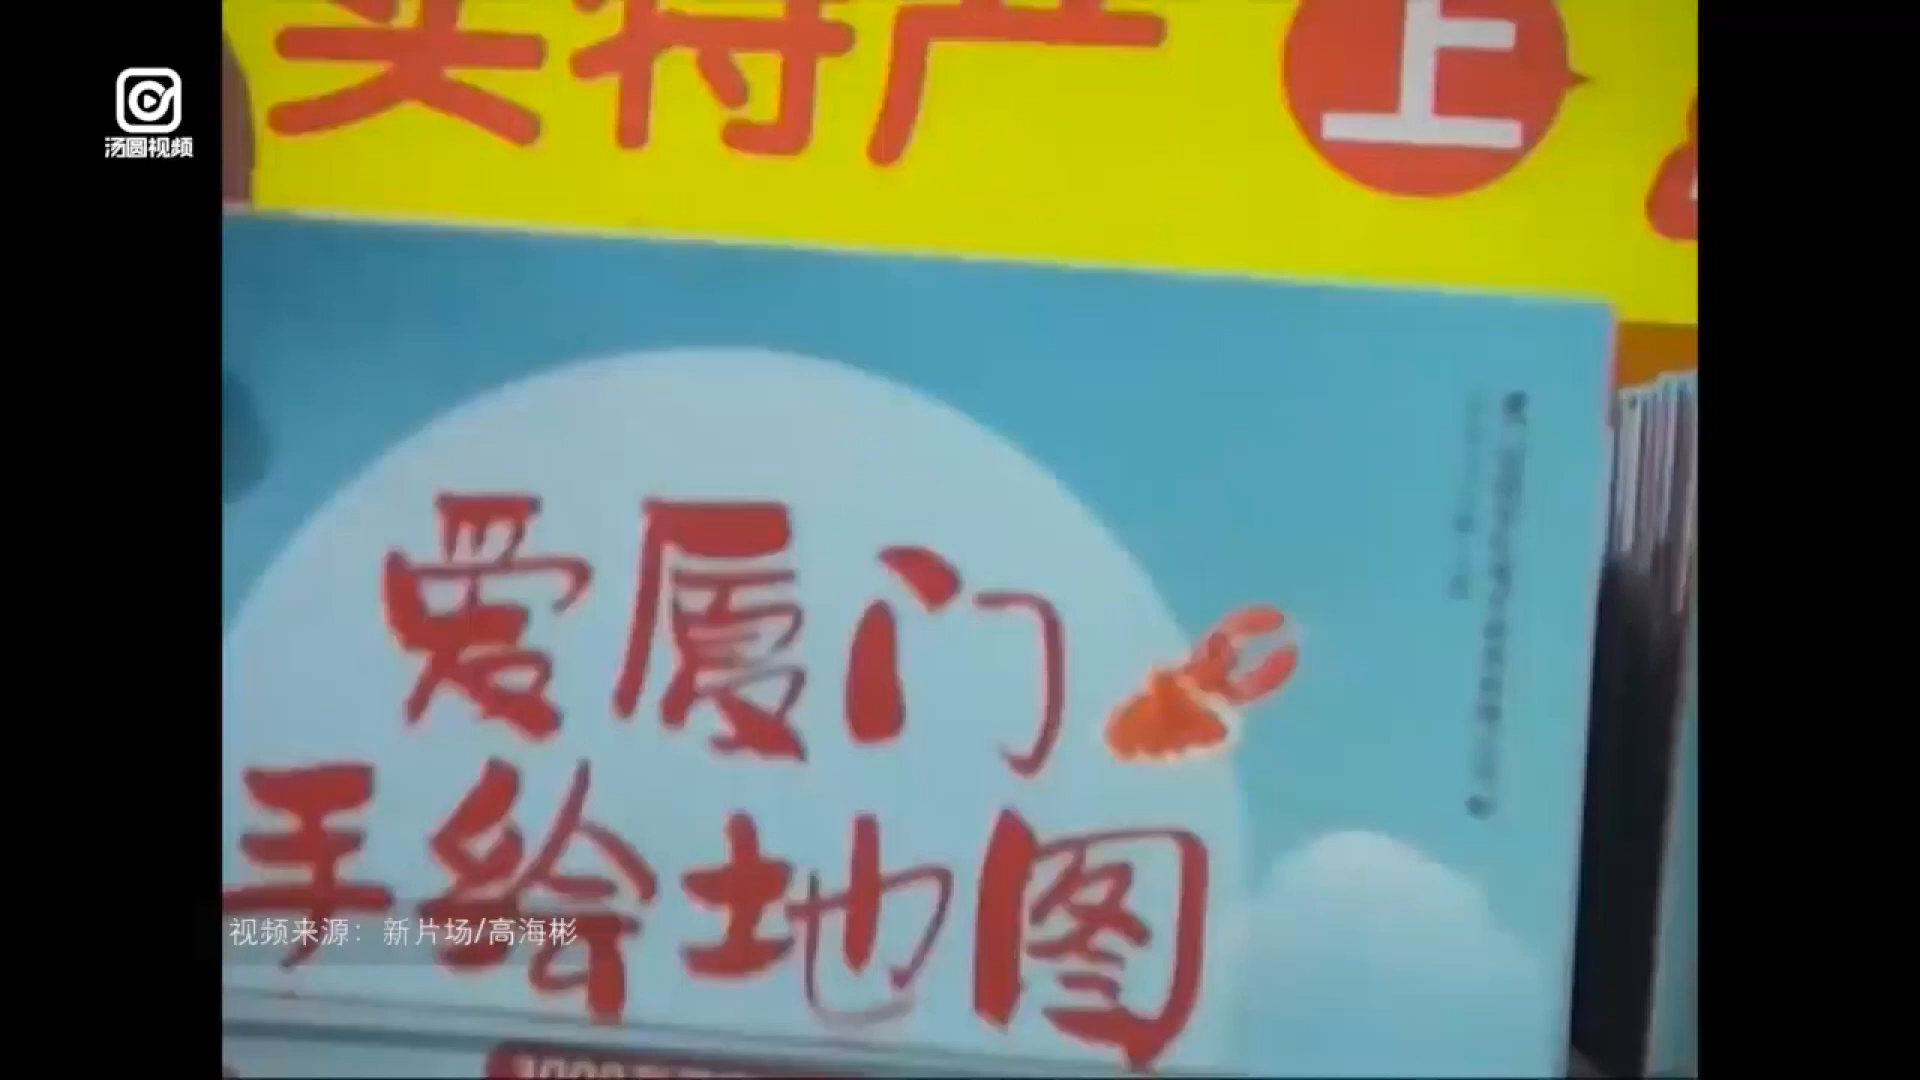 买特产
上
汤圆视频
爱厦门
手绘地图
视频来源：新片场/高海彬